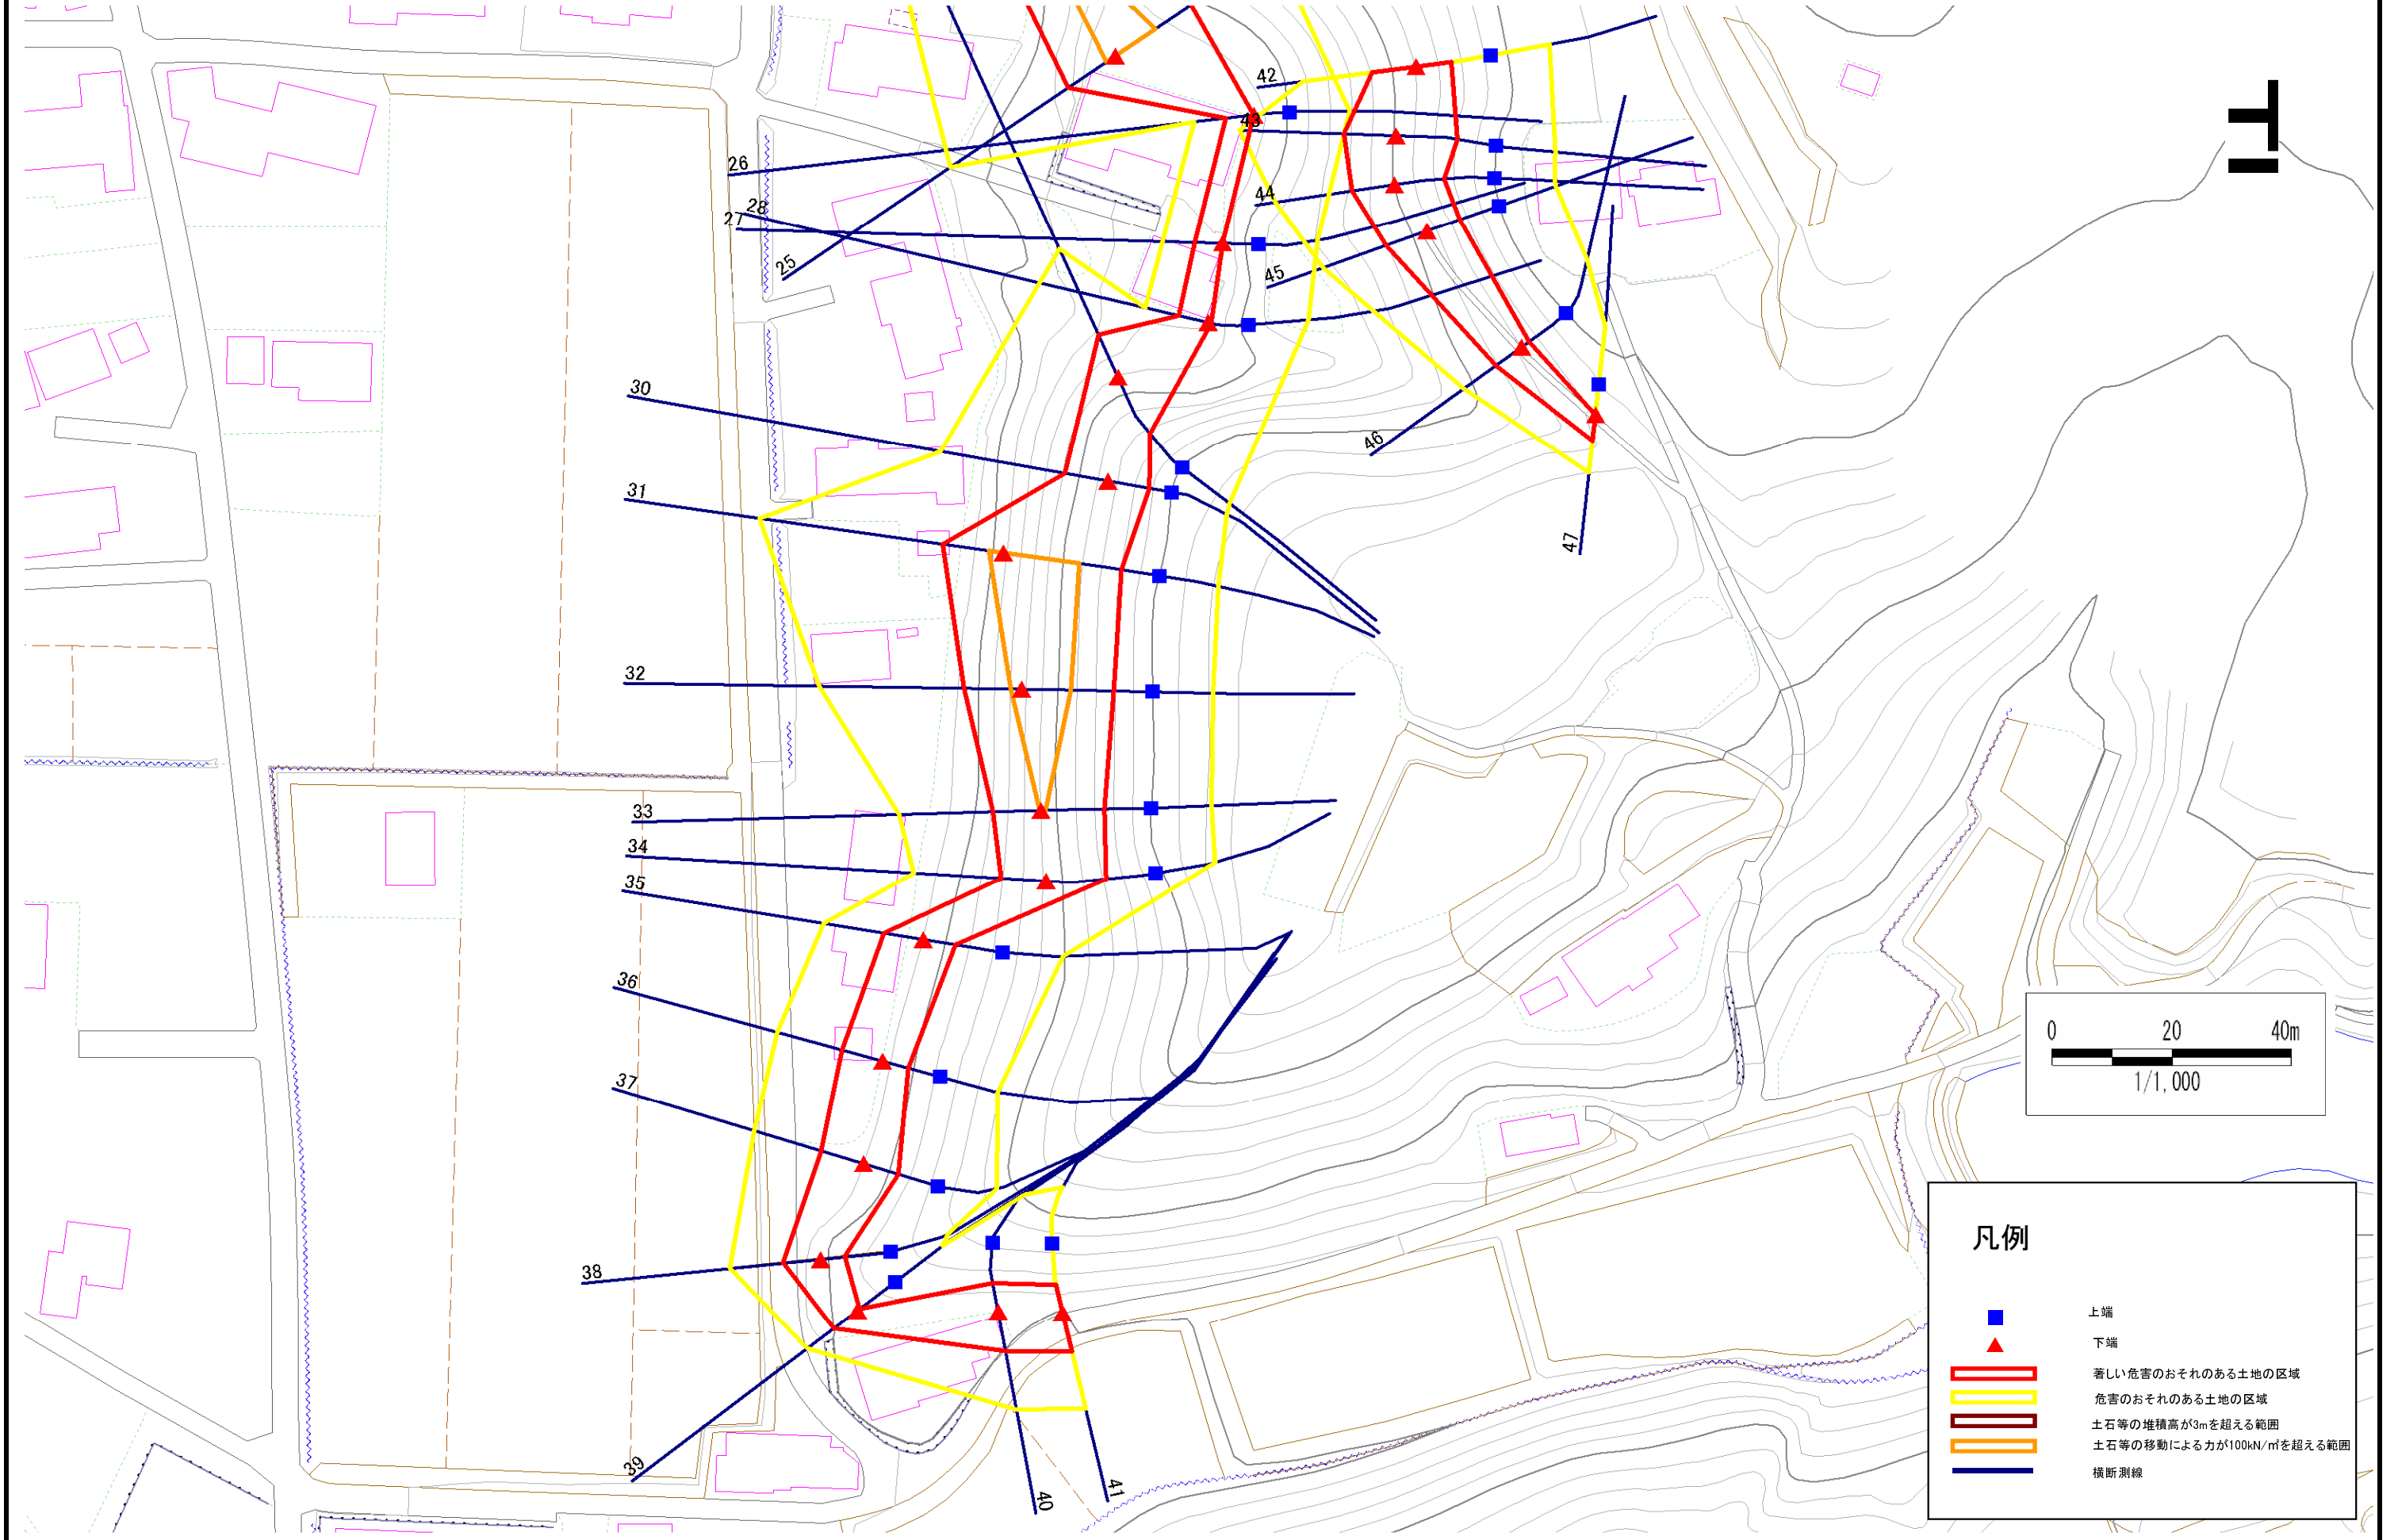 42
43
26
44
28
27
25
45
30
46
31
47
32
33
34
35
36
0 20 40m
1/1,000
37
38
39
40
41
凡例
上端
下端
著しい危害のおそれのある土地の区域
危害のおそれのある土地の区域
土石等の堆積高が3mを超える範囲
土石等の移動による力が100kN/㎡を超える範囲
横断測線